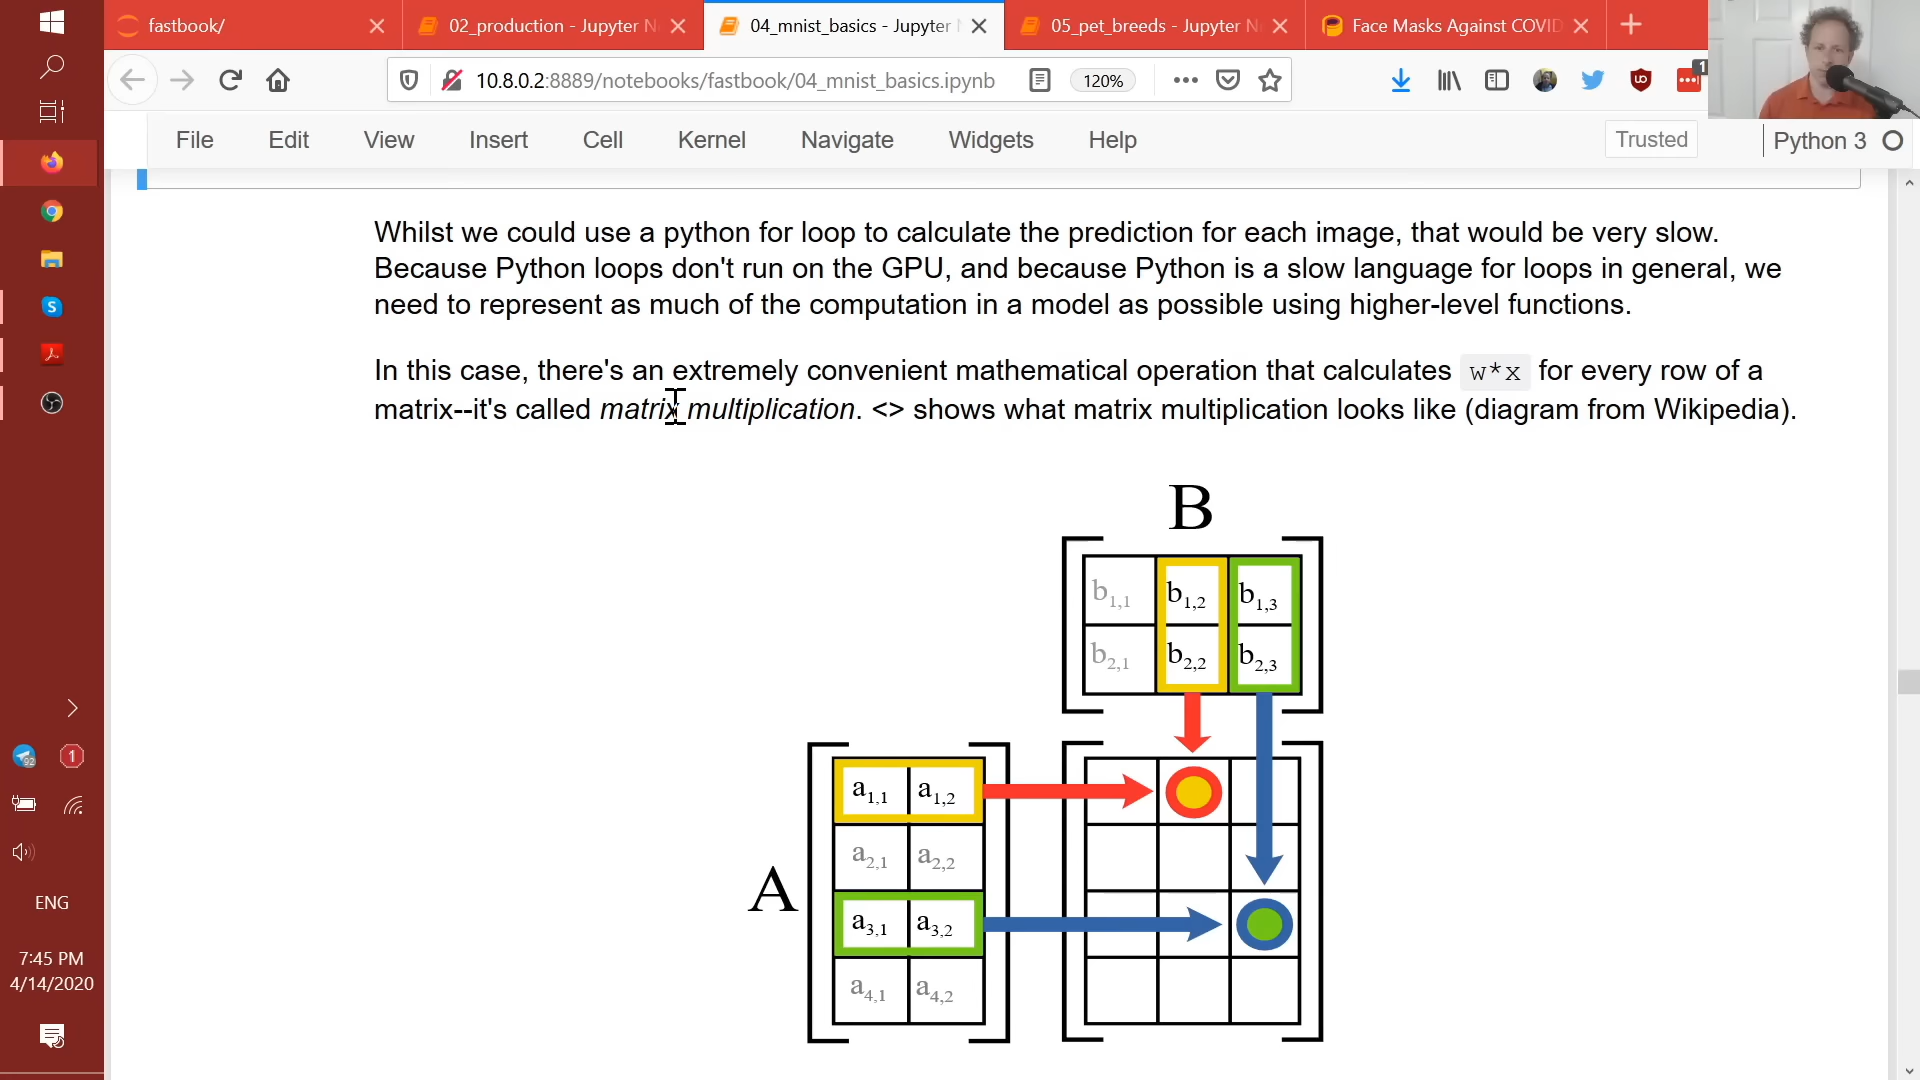 fastbook/
02_production - Jupyter N
04_mnist_basics - Jupyter
05_pet_breeds - Jupyter N
Face Masks Against COVID
10.8.0.2:8889/notebooks/fastbook/04_mnist_basics.ipynb
120%
1
File Edit View Insert Cell Kernel Navigate Widgets Help
Trusted
Python 3
Whilst we could use a python for loop to calculate the prediction for each image, that would be very slow.
Because Python loops don't run on the GPU, and because Python is a slow language for loops in general, we
need to represent as much of the computation in a model as possible using higher-level functions.
In this case, there's an extremely convenient mathematical operation that calculates w*x for every row of a
matrix--it's called matrix multiplication. <> shows what matrix multiplication looks like (diagram from Wikipedia).
B
b1,1 b1,2 b1,3
b2,1 b2,2 b2,3
A
a1,1 a1,2
a2,1 a2,2
a3,1 a3,2
a4,1 a4,2
92
1
ENG
7:45 PM
4/14/2020